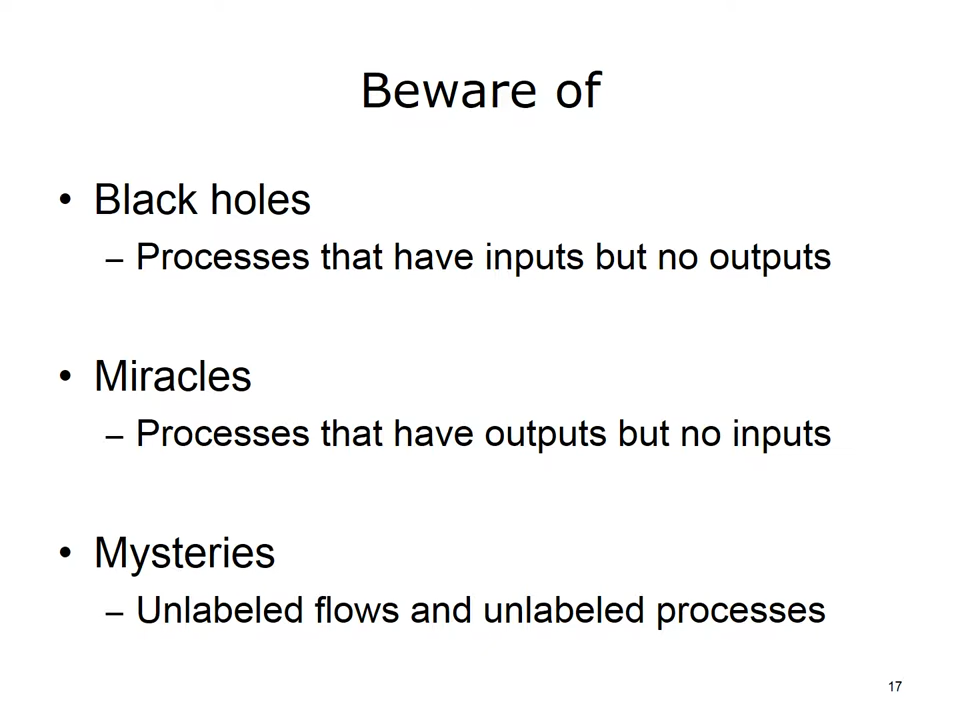 Beware of
• Black holes
– Processes that have inputs but no outputs
• Miracles
– Processes that have outputs but no inputs
• Mysteries
– Unlabeled flows and unlabeled processes
17